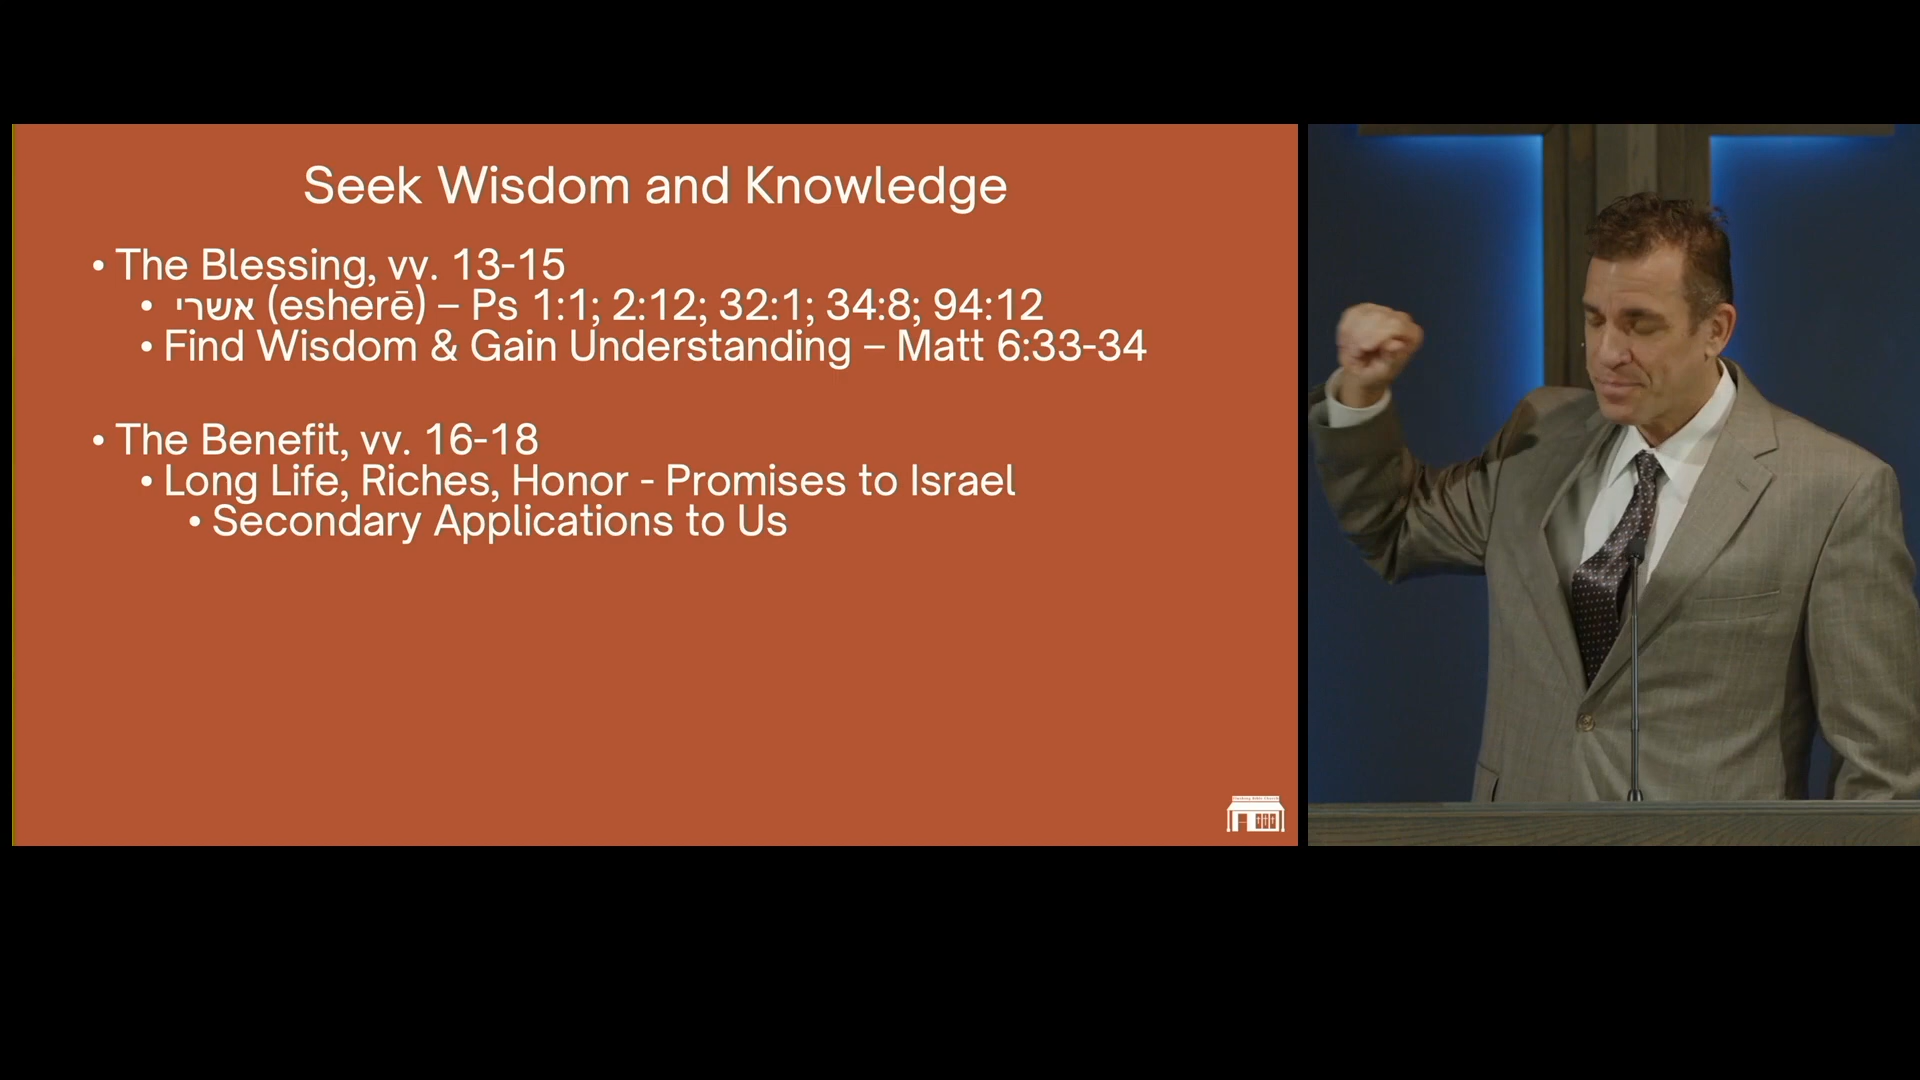 Seek Wisdom and Knowledge
• The Blessing, vv. 13-15
• אשרי (esherē) – Ps 1:1; 2:12; 32:1; 34:8; 94:12
• Find Wisdom & Gain Understanding – Matt 6:33-34
• The Benefit, vv. 16-18
• Long Life, Riches, Honor - Promises to Israel
• Secondary Applications to Us